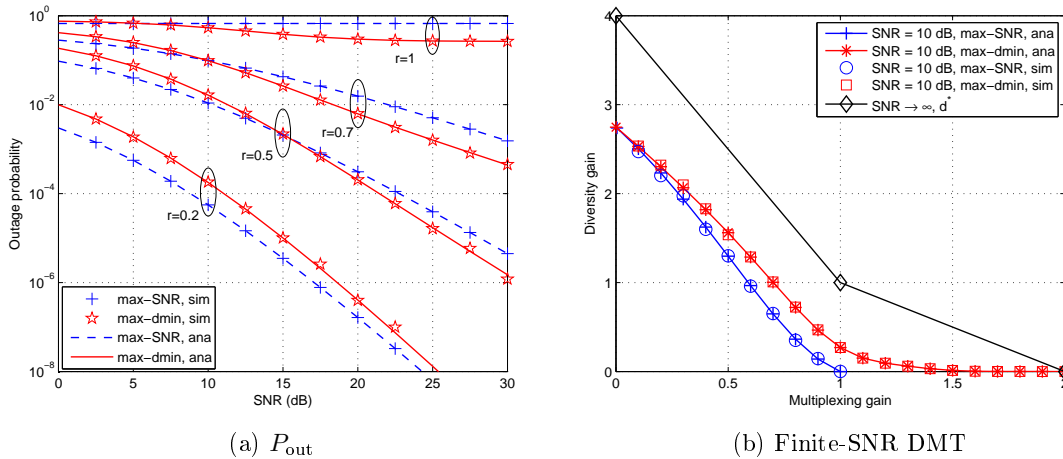 Outage probability
10^0
10^−2
10^−4
10^−6
10^−8
r=1
r=0.7
r=0.5
r=0.2
max−SNR, sim
max−dmin, sim
max−SNR, ana
max−dmin, ana
0 5 10 15 20 25 30
SNR (dB)
(a) P_out
Diversity gain
4
3
2
1
0
SNR = 10 dB, max−SNR, ana
SNR = 10 dB, max−dmin, ana
SNR = 10 dB, max−SNR, sim
SNR = 10 dB, max−dmin, sim
SNR → ∞, d^*
0 0.5 1 1.5 2
Multiplexing gain
(b) Finite-SNR DMT